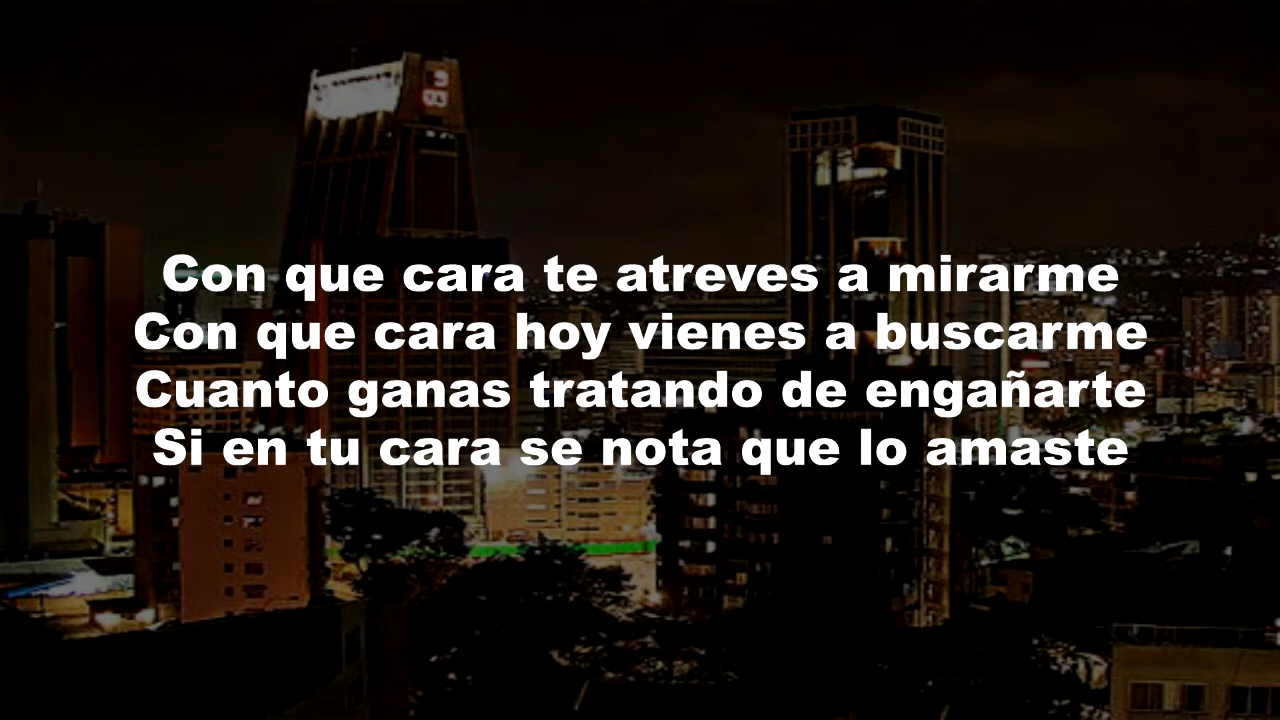 Con que cara te atreves a mirarme
Con que cara hoy vienes a buscarme
Cuanto ganas tratando de engañarte
Si en tu cara se nota que lo amaste